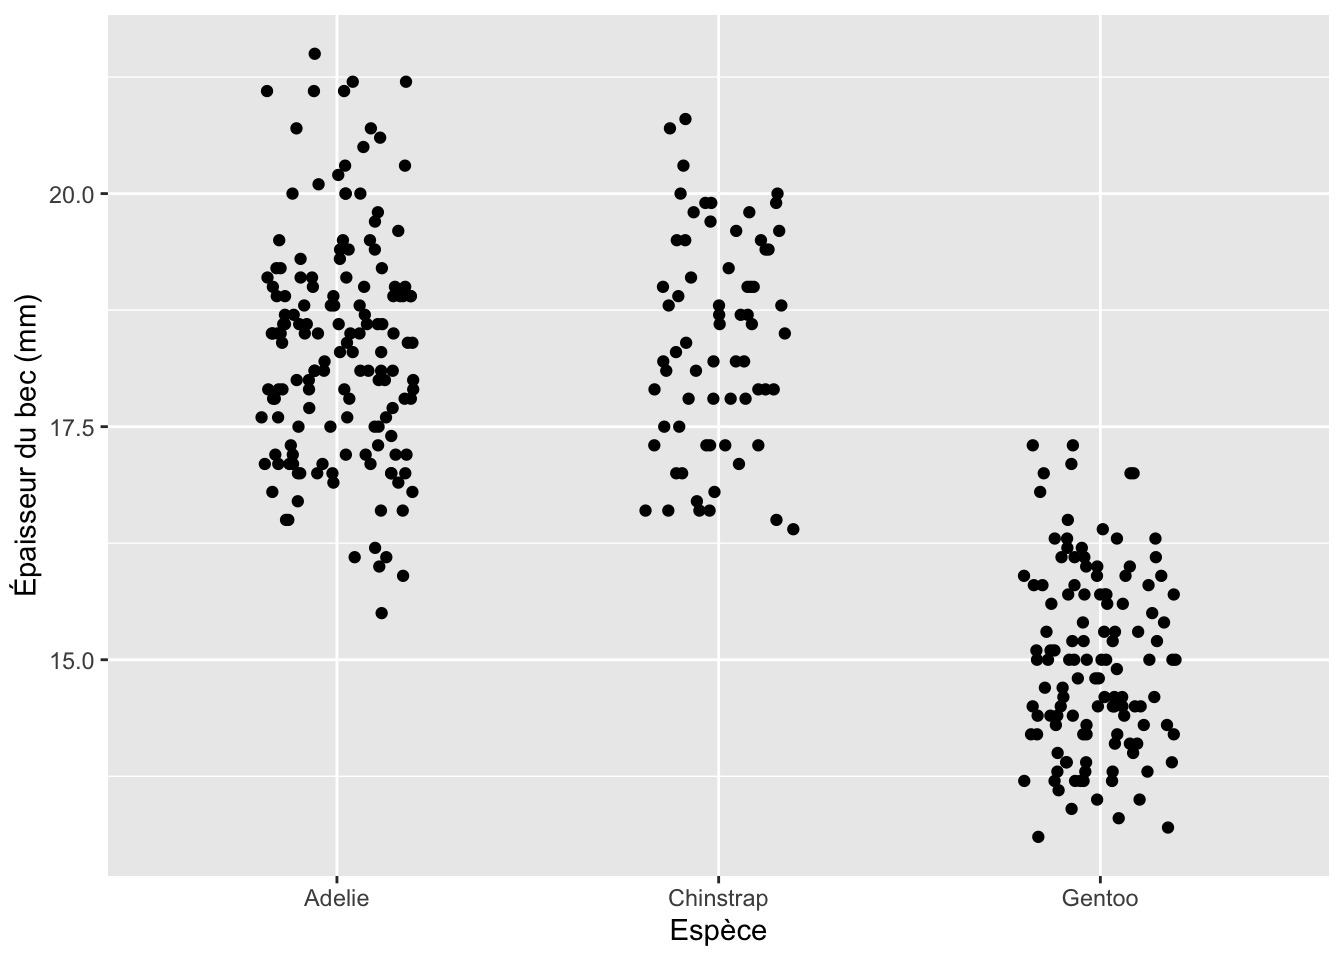 Épaisseur du bec (mm)
20.0
17.5
15.0
Adelie
Chinstrap
Gentoo
Espèce